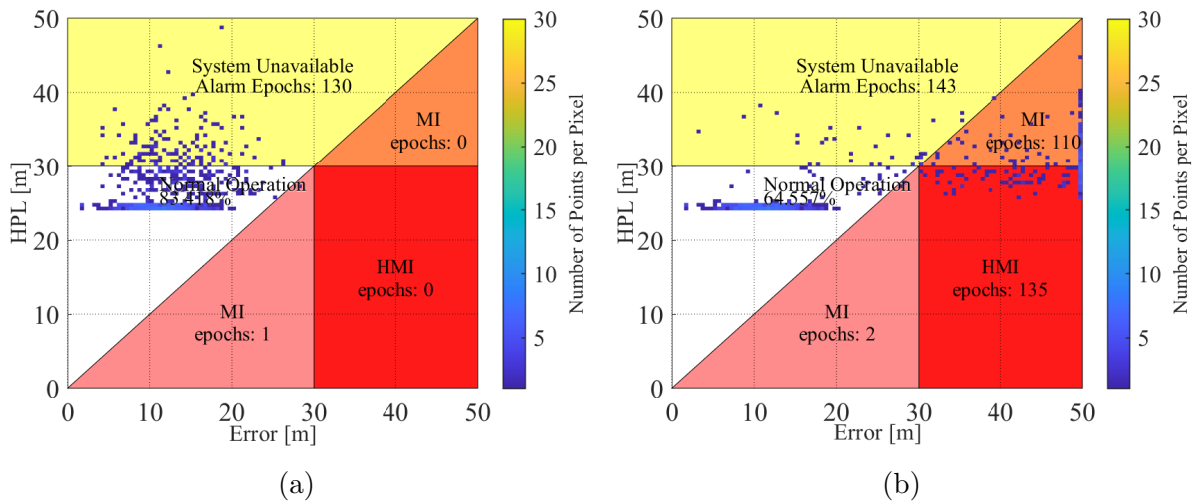 50
40
30
20
10
0
HPL [m]
0 10 20 30 40 50
Error [m]
System Unavailable
Alarm Epochs: 130
MI
epochs: 0
Normal Operation
83.418%
HMI
epochs: 0
MI
epochs: 1
30
25
20
15
10
5
Number of Points per Pixel
(a)
50
40
30
20
10
0
HPL [m]
0 10 20 30 40 50
Error [m]
System Unavailable
Alarm Epochs: 143
MI
epochs: 110
Normal Operation
64.557%
HMI
epochs: 135
MI
epochs: 2
30
25
20
15
10
5
Number of Points per Pixel
(b)